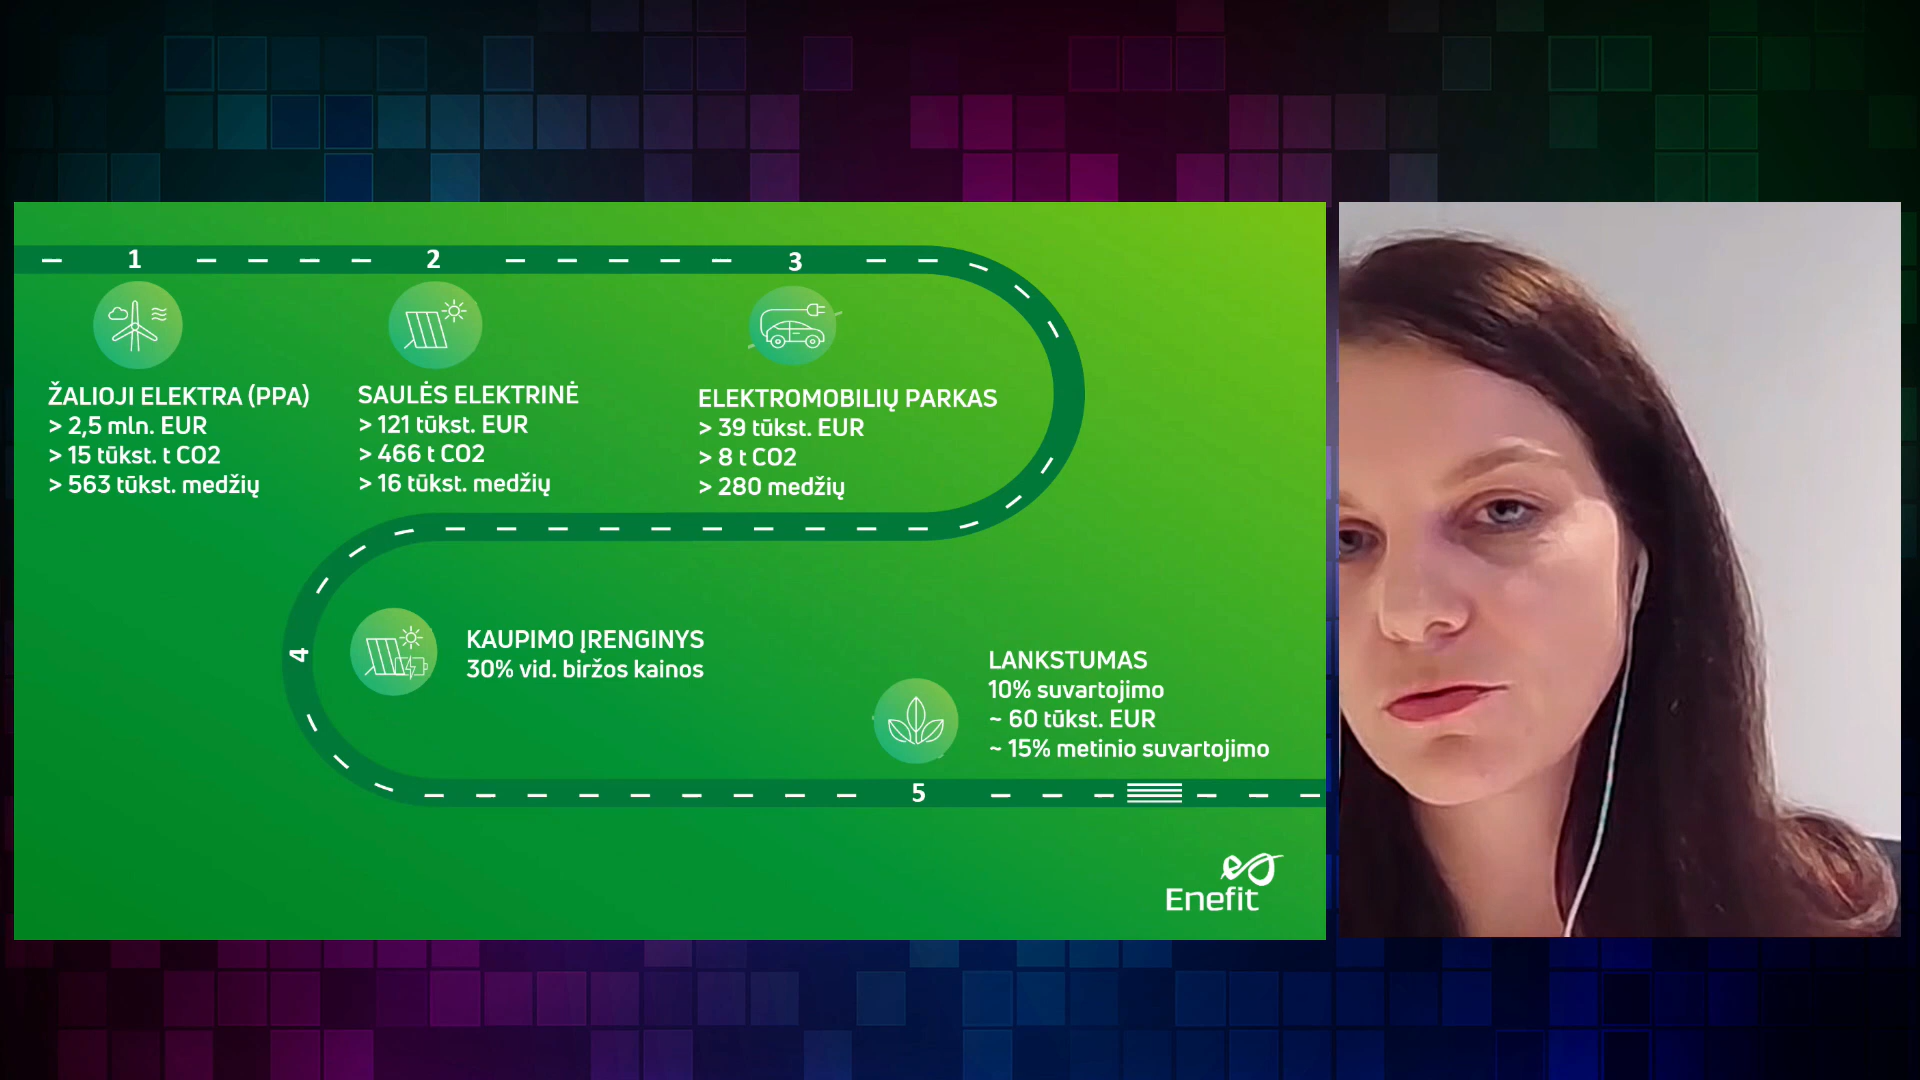 1
2
3
ŽALIOJI ELEKTRA (PPA)
> 2,5 mln. EUR
> 15 tūkst. t CO2
> 563 tūkst. medžių
SAULĖS ELEKTRINĖ
> 121 tūkst. EUR
> 466 t CO2
> 16 tūkst. medžių
ELEKTROMOBILIŲ PARKAS
> 39 tūkst. EUR
> 8 t CO2
> 280 medžių
4
KAUPIMO ĮRENGINYS
30% vid. biržos kainos
LANKSTUMAS
10% suvartojimo
~ 60 tūkst. EUR
~ 15% metinio suvartojimo
5
Enefit